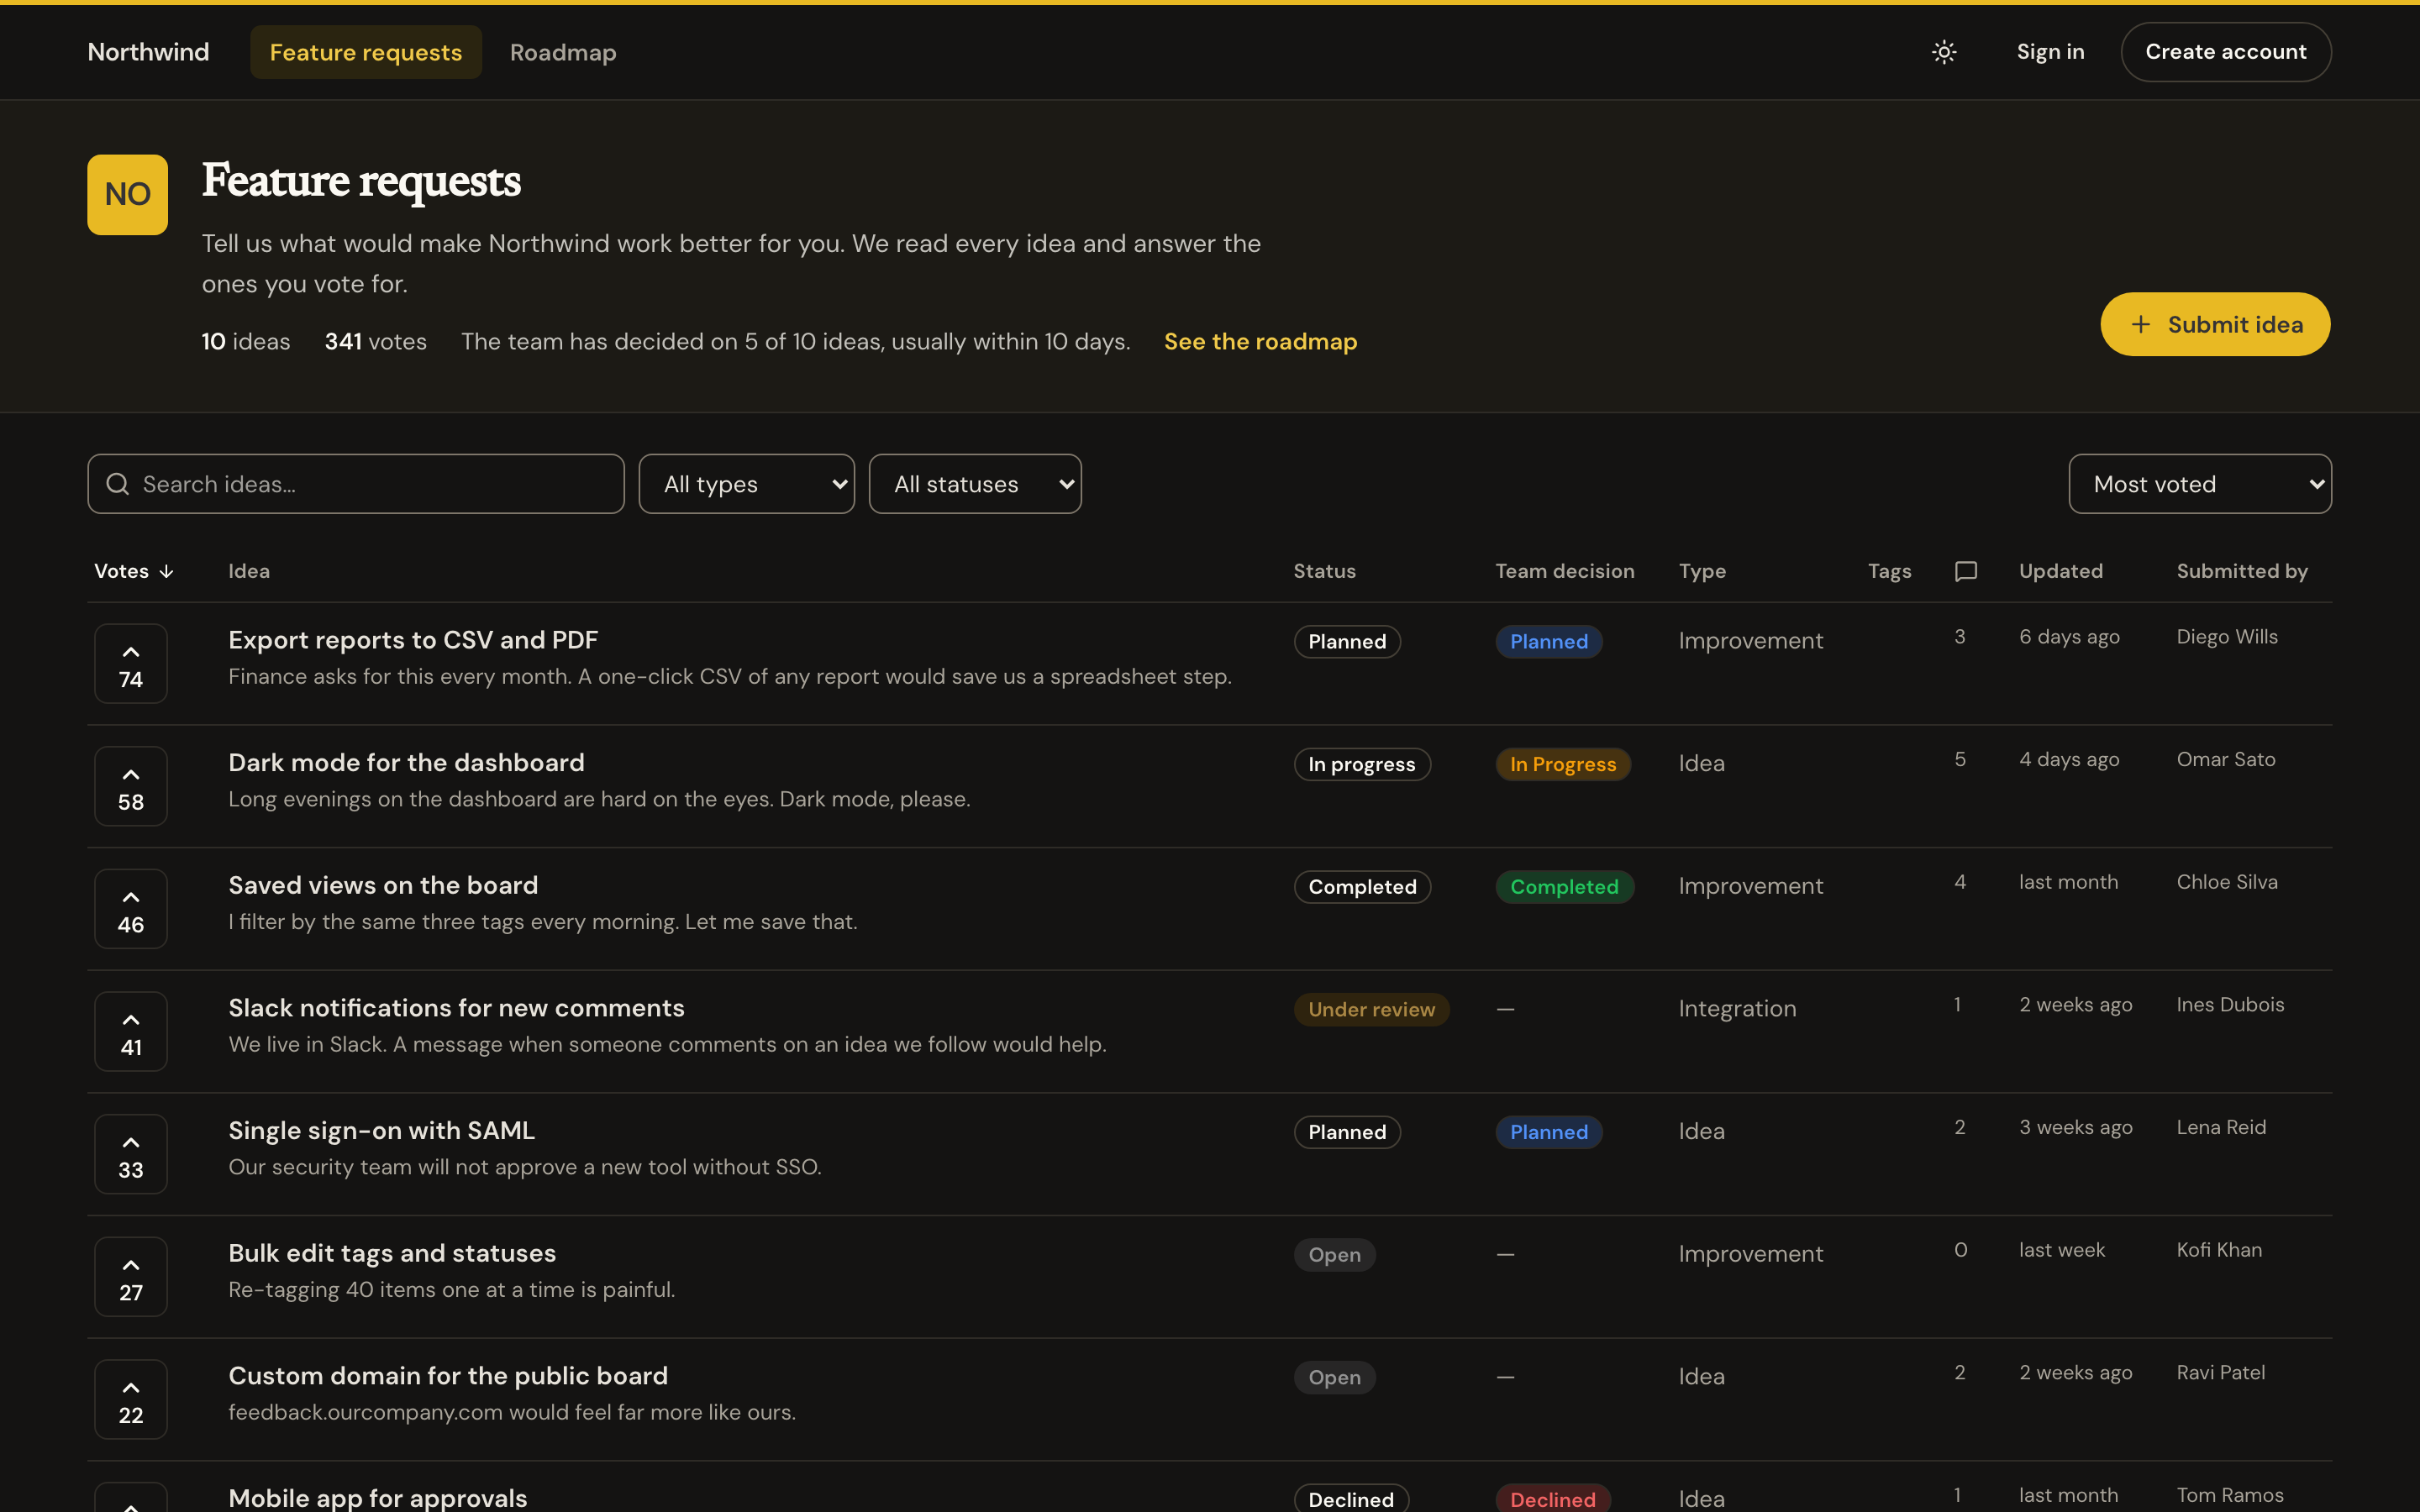 Northwind Feature requests Roadmap Sign in Create account
NO
Feature requests
Tell us what would make Northwind work better for you. We read every idea and answer the
ones you vote for.
10 ideas 341 votes The team has decided on 5 of 10 ideas, usually within 10 days. See the roadmap
+ Submit idea
Search ideas... All types All statuses Most voted
Votes ↓ Idea Status Team decision Type Tags Updated Submitted by
Export reports to CSV and PDF Planned Planned Improvement 3 6 days ago Diego Wills
74 Finance asks for this every month. A one-click CSV of any report would save us a spreadsheet step.
Dark mode for the dashboard In progress In Progress Idea 5 4 days ago Omar Sato
58 Long evenings on the dashboard are hard on the eyes. Dark mode, please.
Saved views on the board Completed Completed Improvement 4 last month Chloe Silva
46 I filter by the same three tags every morning. Let me save that.
Slack notifications for new comments Under review — Integration 1 2 weeks ago Ines Dubois
41 We live in Slack. A message when someone comments on an idea we follow would help.
Single sign-on with SAML Planned Planned Idea 2 3 weeks ago Lena Reid
33 Our security team will not approve a new tool without SSO.
Bulk edit tags and statuses Open — Improvement 0 last week Kofi Khan
27 Re-tagging 40 items one at a time is painful.
Custom domain for the public board Open — Idea 2 2 weeks ago Ravi Patel
22 feedback.ourcompany.com would feel far more like ours.
Mobile app for approvals Declined Declined Idea 1 last month Tom Ramos